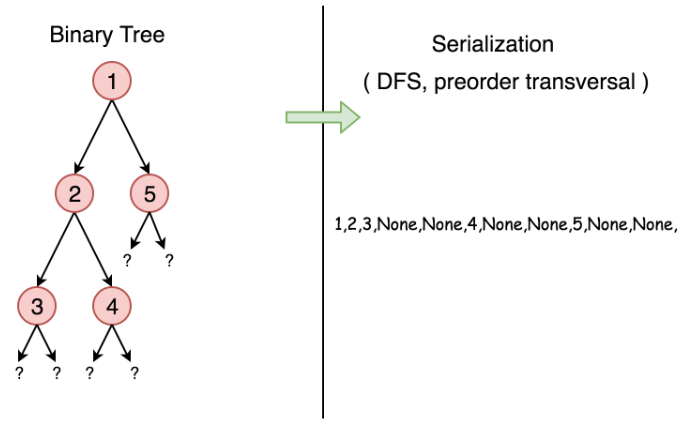 Binary Tree
1
2
5
?
?
3
4
?
?
?
?
Serialization
( DFS, preorder transversal )
1,2,3,None,None,4,None,None,5,None,None,